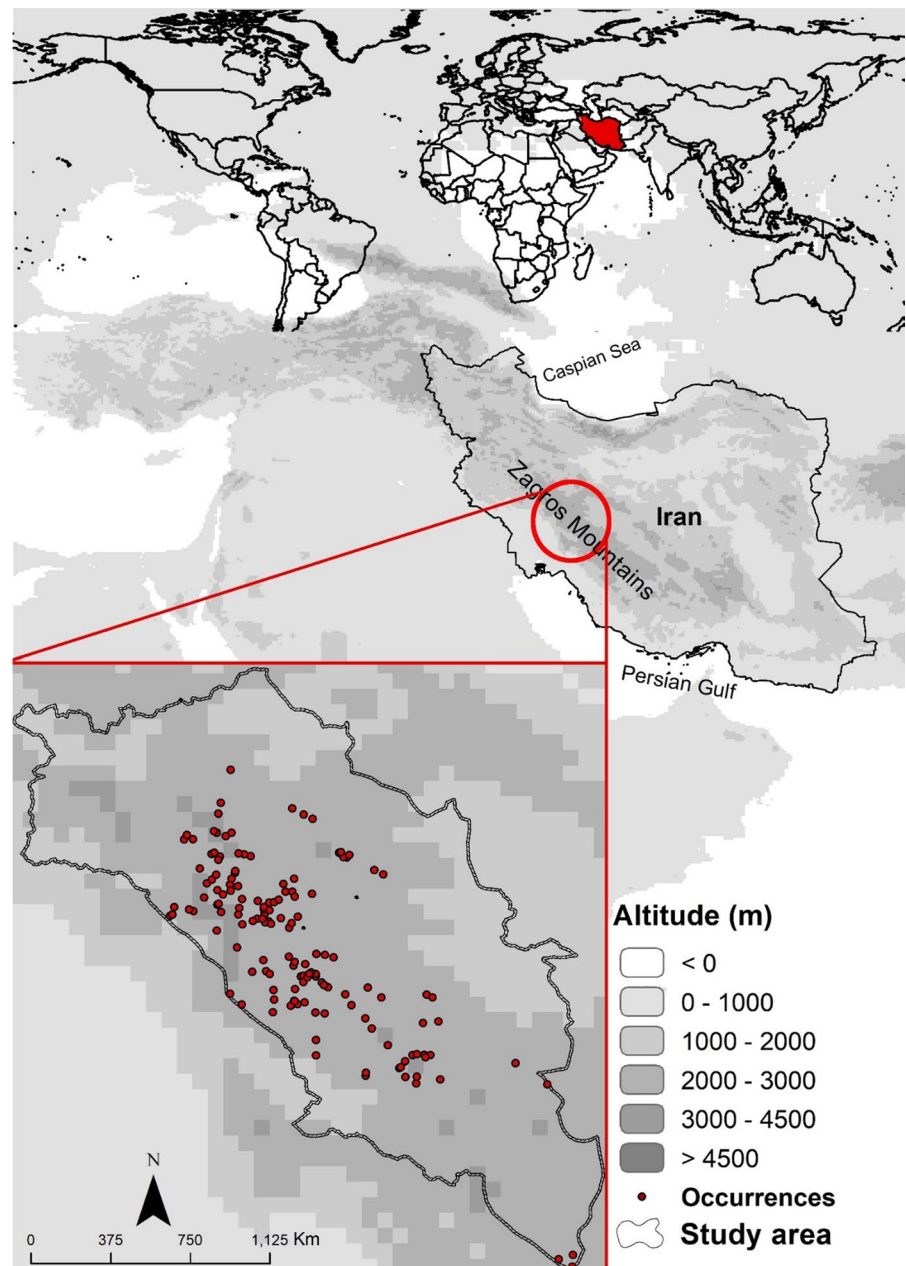 Caspian Sea
Zagros Mountains
Iran
Persian Gulf
Altitude (m)
< 0
0 - 1000
1000 - 2000
2000 - 3000
3000 - 4500
> 4500
Occurrences
Study area
N
0 375 750 1,125 Km